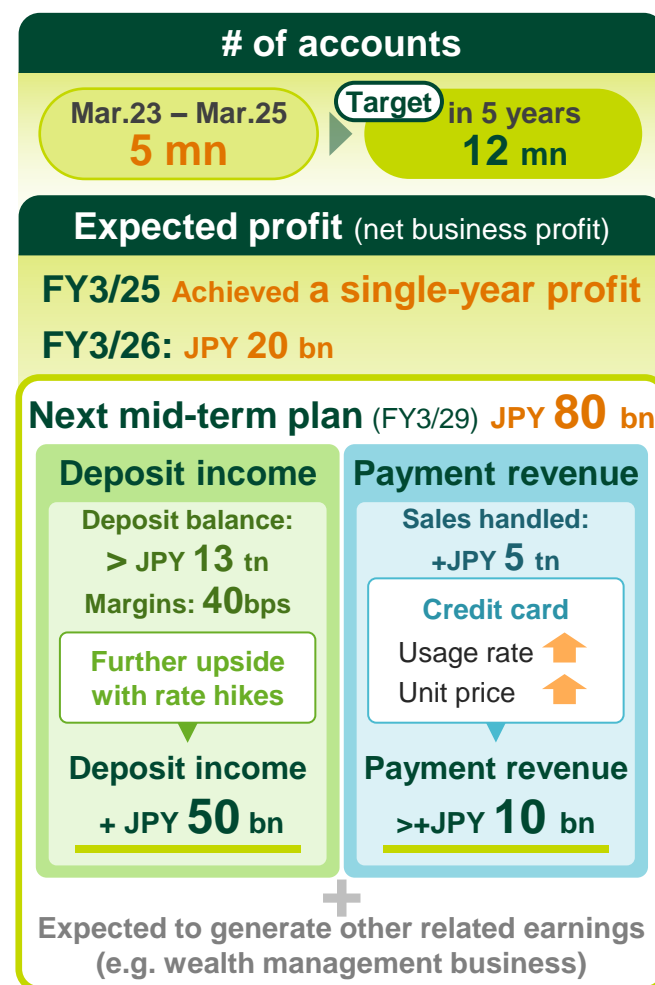 # of accounts
Mar.23 – Mar.25
5 mn
Target
in 5 years
12 mn
Expected profit (net business profit)
FY3/25 Achieved a single-year profit
FY3/26: JPY 20 bn
Next mid-term plan (FY3/29) JPY 80 bn
Deposit income
Deposit balance:
> JPY 13 tn
Margins: 40bps
Further upside
with rate hikes
Deposit income
+ JPY 50 bn
Payment revenue
Sales handled:
+JPY 5 tn
Credit card
Usage rate
Unit price
Payment revenue
>+JPY 10 bn
+
Expected to generate other related earnings
(e.g. wealth management business)